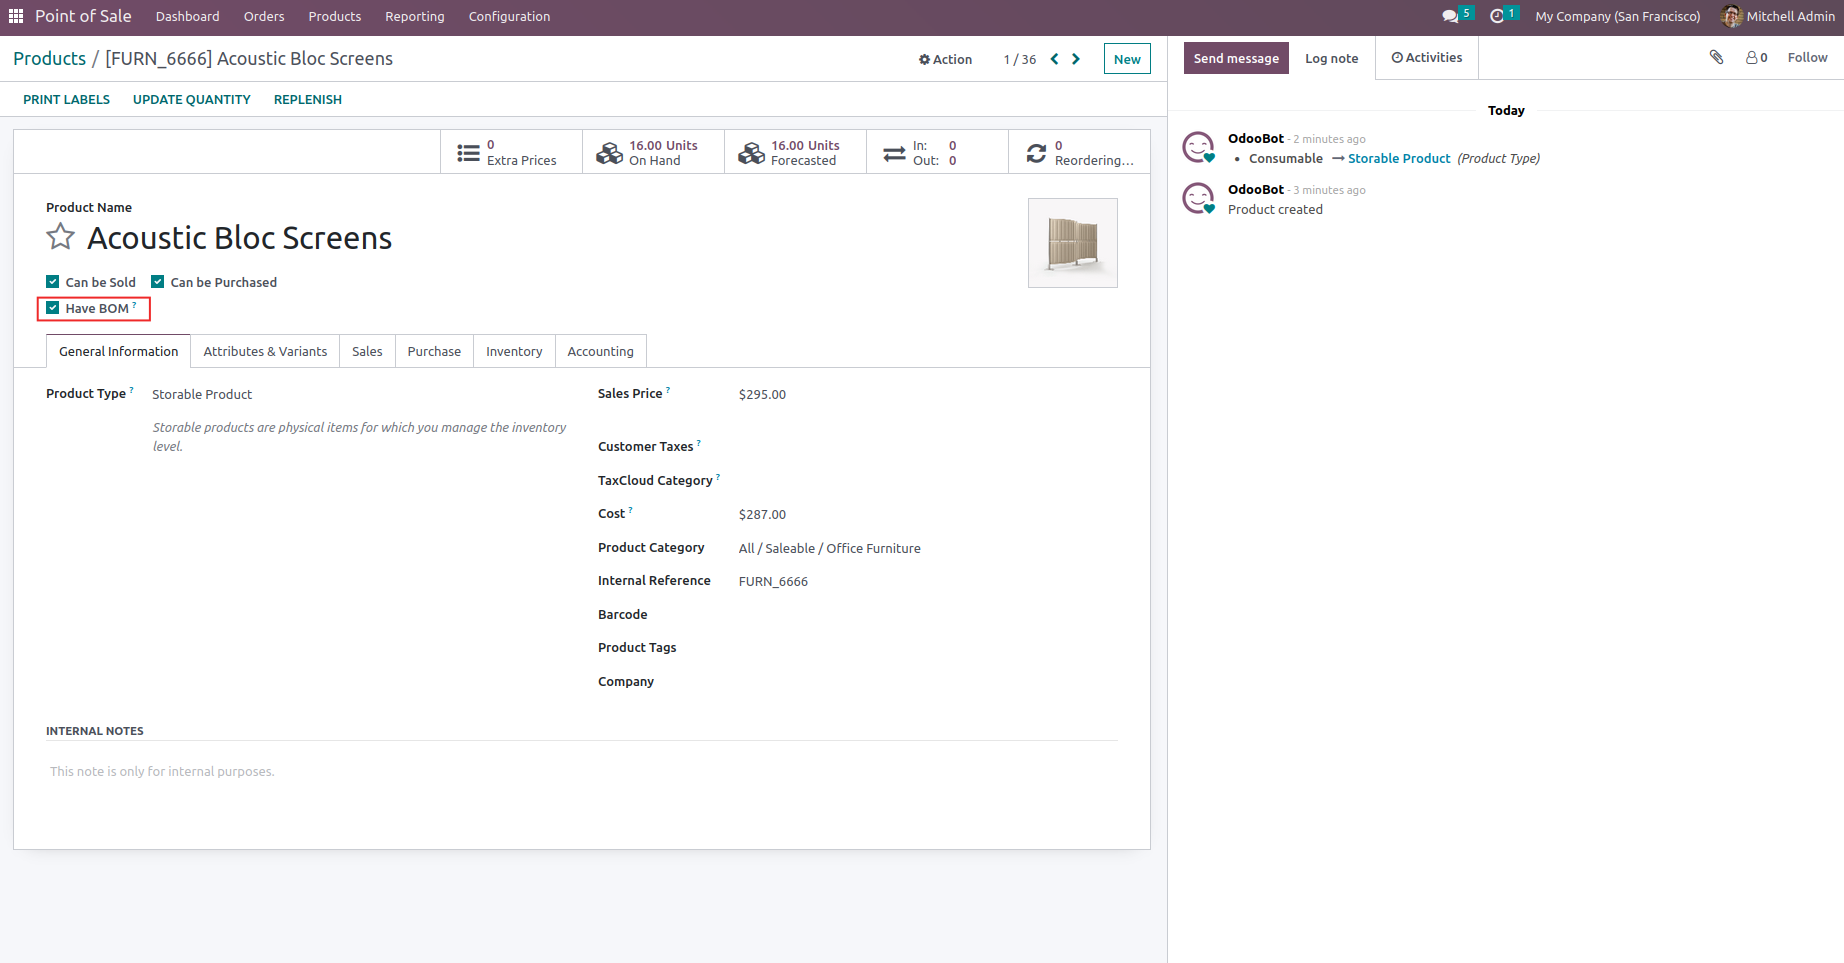 Point of Sale Dashboard Orders Products Reporting Configuration 5 1 My Company (San Francisco) Mitchell Admin
Products / [FURN_6666] Acoustic Bloc Screens Action 1 / 36 New
Send message Log note Activities 0 Follow
PRINT LABELS UPDATE QUANTITY REPLENISH
0 Extra Prices
16.00 Units On Hand
16.00 Units Forecasted
In: 0
Out: 0
0 Reordering...
Product Name
Acoustic Bloc Screens
Can be Sold Can be Purchased
Have BOM ?
General Information Attributes & Variants Sales Purchase Inventory Accounting
Product Type ? Storable Product
Storable products are physical items for which you manage the inventory
level.
Sales Price ? $295.00
Customer Taxes ?
TaxCloud Category ?
Cost ? $287.00
Product Category All / Saleable / Office Furniture
Internal Reference FURN_6666
Barcode
Product Tags
Company
INTERNAL NOTES
This note is only for internal purposes.
Today
OdooBot - 2 minutes ago
• Consumable → Storable Product (Product Type)
OdooBot - 3 minutes ago
Product created